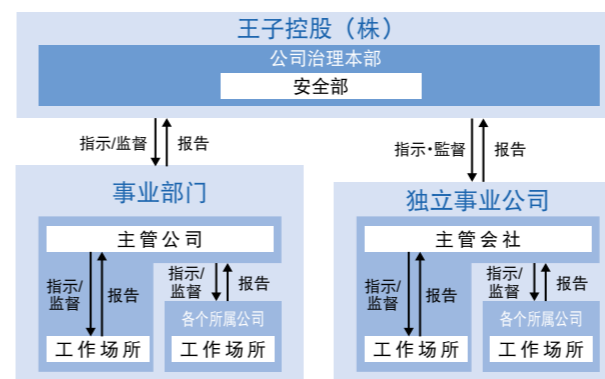 王子控股（株）
公司治理本部
安全部
指示/监督
报告
指示･監督
报告
事业部门
主管公司
指示/
监督
报告
指示/
监督
报告
各个所属公司
工作场所
工作场所
独立事业公司
主管会社
指示/
监督
报告
指示/
监督
报告
各个所属公司
工作场所
工作场所